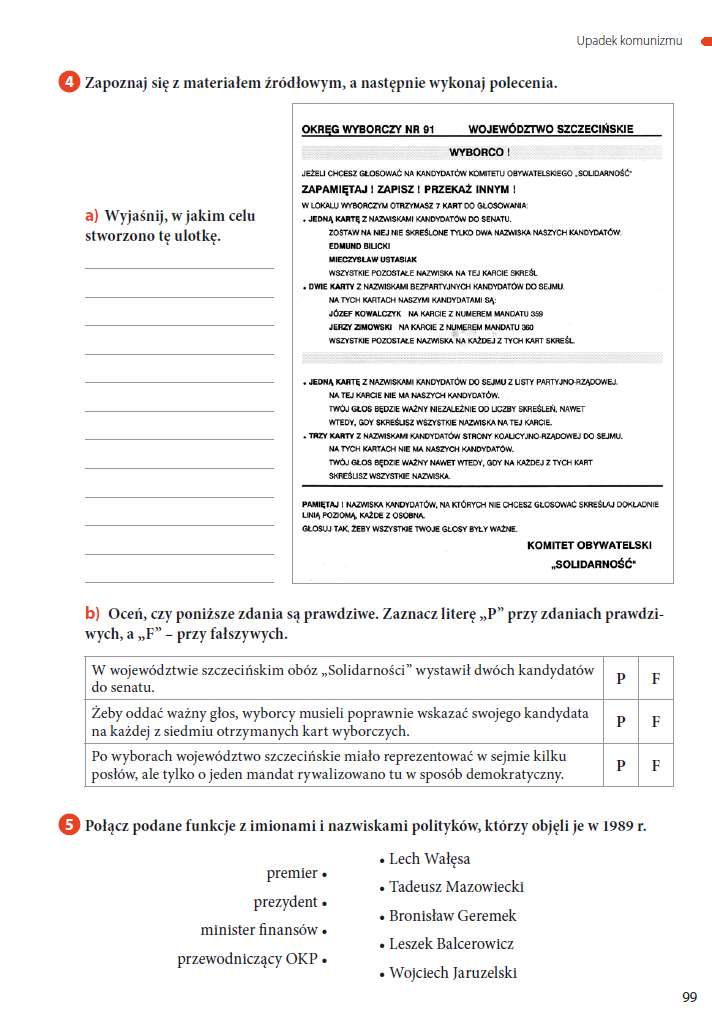 Upadek komunizmu
4 Zapoznaj się z materiałem źródłowym, a następnie wykonaj polecenia.
a) Wyjaśnij, w jakim celu
stworzono tę ulotkę.
OKRĘG WYBORCZY NR 91 WOJEWÓDZTWO SZCZECIŃSKIE
WYBORCO !
JEŻELI CHCESZ GŁOSOWAĆ NA KANDYDATÓW KOMITETU OBYWATELSKIEGO „SOLIDARNOŚĆ"
ZAPAMIĘTAJ ! ZAPISZ ! PRZEKAŻ INNYM !
W LOKALU WYBORCZYM OTRZYMASZ 7 KART DO GŁOSOWANIA:
• JEDNĄ KARTĘ Z NAZWISKAMI KANDYDATÓW DO SENATU.
ZOSTAW NA NIEJ NIE SKREŚLONE TYLKO DWA NAZWISKA NASZYCH KANDYDATÓW:
EDMUND BILICKI
MIECZYSŁAW USTASIAK
WSZYSTKIE POZOSTAŁE NAZWISKA NA TEJ KARCIE SKREŚL
• DWIE KARTY Z NAZWISKAMI BEZPARTYJNYCH KANDYDATÓW DO SEJMU.
NA TYCH KARTACH NASZYMI KANDYDATAMI SĄ:
JÓZEF KOWALCZYK NA KARCIE Z NUMEREM MANDATU 359
JERZY ZIMOWSKI NA KARCIE Z NUMEREM MANDATU 360
WSZYSTKIE POZOSTAŁE NAZWISKA NA KAŻDEJ Z TYCH KART SKREŚL.
• JEDNĄ KARTĘ Z NAZWISKAMI KANDYDATÓW DO SEJMU Z LISTY PARTYJNO-RZĄDOWEJ.
NA TEJ KARCIE NIE MA NASZYCH KANDYDATÓW.
TWÓJ GŁOS BĘDZIE WAŻNY NIEZALEŻNIE OD LICZBY SKREŚLEŃ, NAWET
WTEDY, GDY SKREŚLISZ WSZYSTKIE NAZWISKA NA TEJ KARCIE.
• TRZY KARTY Z NAZWISKAMI KANDYDATÓW STRONY KOALICYJNO-RZĄDOWEJ DO SEJMU.
NA TYCH KARTACH NIE MA NASZYCH KANDYDATÓW.
TWÓJ GŁOS BĘDZIE WAŻNY NAWET WTEDY, GDY NA KAŻDEJ Z TYCH KART
SKREŚLISZ WSZYSTKIE NAZWISKA.
PAMIĘTAJ ! NAZWISKA KANDYDATÓW, NA KTÓRYCH NIE CHCESZ GŁOSOWAĆ SKREŚLAJ DOKŁADNIE
LINIĄ POZIOMĄ, KAŻDE Z OSOBNA.
GŁOSUJ TAK, ŻEBY WSZYSTKIE TWOJE GŁOSY BYŁY WAŻNE.
KOMITET OBYWATELSKI
„SOLIDARNOŚĆ"
b) Oceń, czy poniższe zdania są prawdziwe. Zaznacz literę „P” przy zdaniach prawdzi-
wych, a „F” – przy fałszywych.
W województwie szczecińskim obóz „Solidarności” wystawił dwóch kandydatów
do senatu. P F
Żeby oddać ważny głos, wyborcy musieli poprawnie wskazać swojego kandydata
na każdej z siedmiu otrzymanych kart wyborczych. P F
Po wyborach województwo szczecińskie miało reprezentować w sejmie kilku
posłów, ale tylko o jeden mandat rywalizowano tu w sposób demokratyczny. P F
5 Połącz podane funkcje z imionami i nazwiskami polityków, którzy objęli je w 1989 r.
premier •
prezydent •
minister finansów •
przewodniczący OKP •
• Lech Wałęsa
• Tadeusz Mazowiecki
• Bronisław Geremek
• Leszek Balcerowicz
• Wojciech Jaruzelski
99